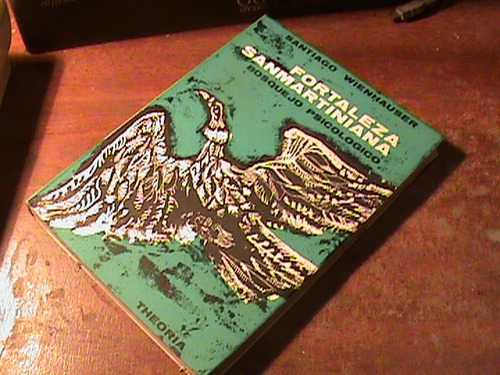 SANTIAGO WIENHAUSER
FORTALEZA
SANMARTINIANA
BOSQUEJO PSICOLOGICO
THEORIA